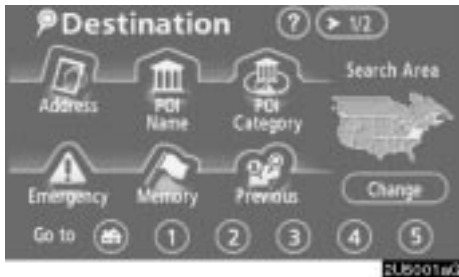 Destination ? 1/2
Search Area
Address POI Name POI Category
Emergency Memory Previous Change
Go to 1 2 3 4 5